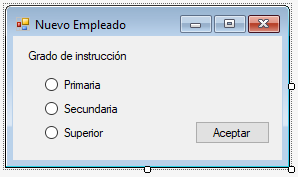 Nuevo Empleado
Grado de instrucción
Primaria
Secundaria
Superior
Aceptar